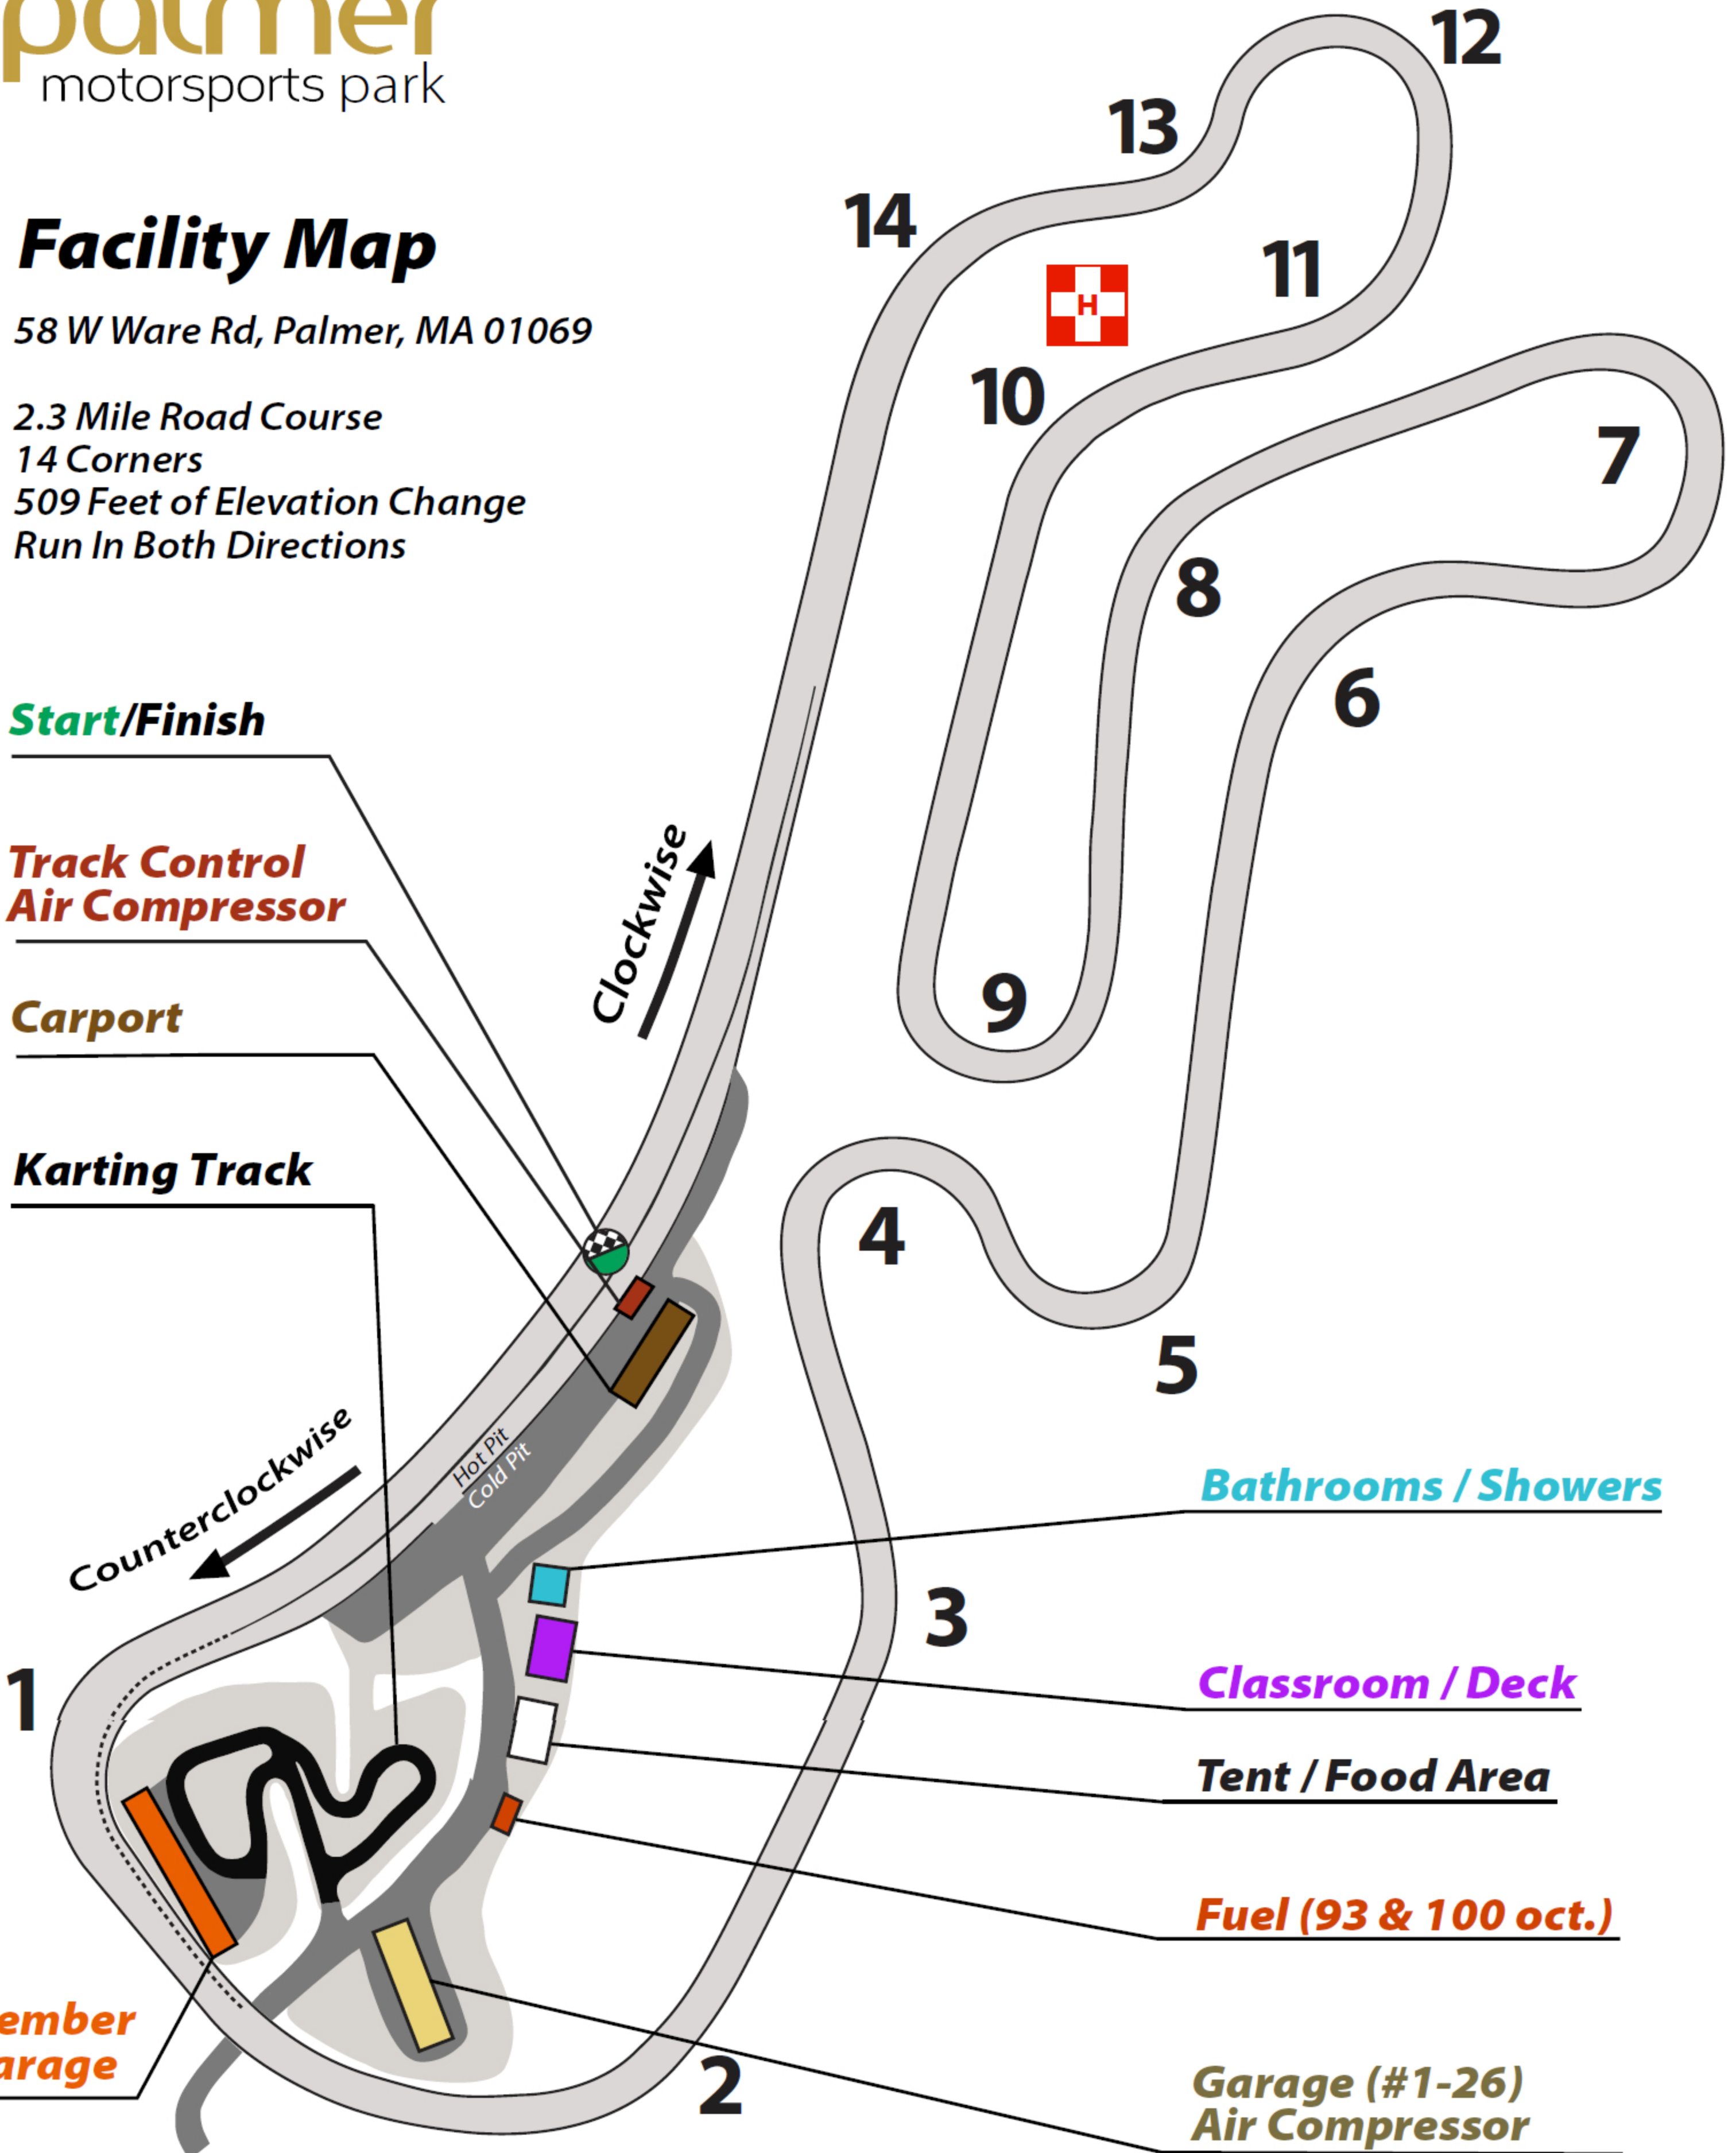 palmer
motorsports park
Facility Map
58 W Ware Rd, Palmer, MA 01069
2.3 Mile Road Course
14 Corners
509 Feet of Elevation Change
Run In Both Directions
12
13
14
11
H
10
7
8
6
Start/Finish
Track Control
Air Compressor
Clockwise
Carport
9
Karting Track
4
5
Hot Pit
Cold Pit
Counterclockwise
Bathrooms / Showers
3
1
Classroom / Deck
Tent / Food Area
Fuel (93 & 100 oct.)
ember
arage
2
Garage (#1-26)
Air Compressor